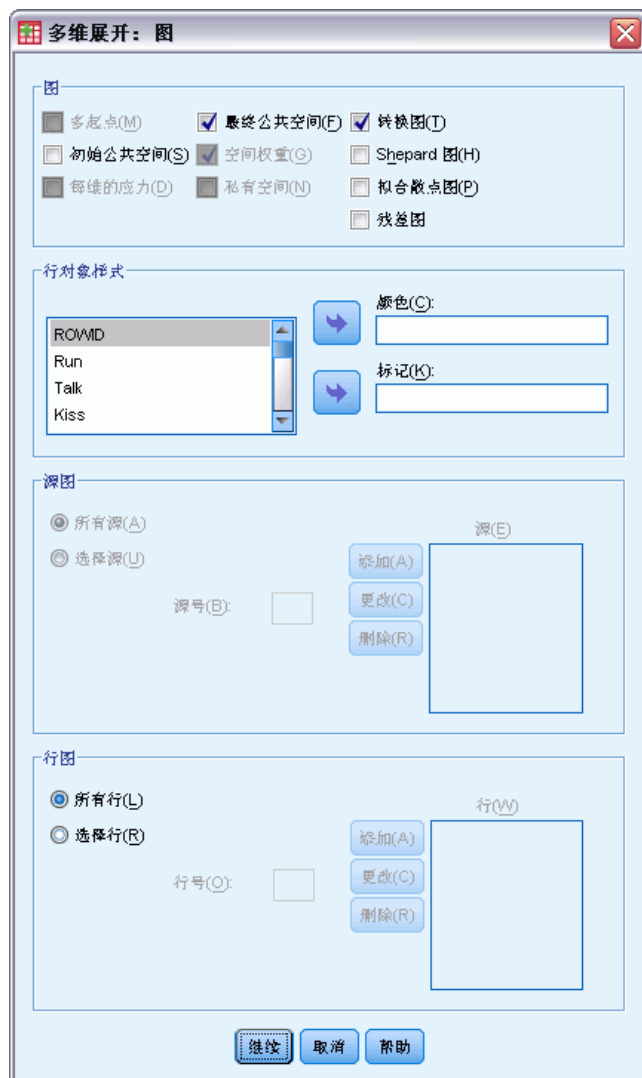 多维展开：图
图
多起点(M) 最终公共空间(F) 转换图(T)
初始公共空间(S) 空间权重(G) Shepard 图(H)
每维的应力(D) 私有空间(N) 拟合散点图(P)
残差图
行对象样式
颜色(C):
ROWID
Run
Talk
Kiss
标记(K):
源图
所有源(A)
源(E)
选择源(U)
添加(A)
源号(B):
更改(C)
删除(R)
行图
所有行(L)
行(W)
选择行(R)
添加(A)
行号(O):
更改(C)
删除(R)
继续 取消 帮助